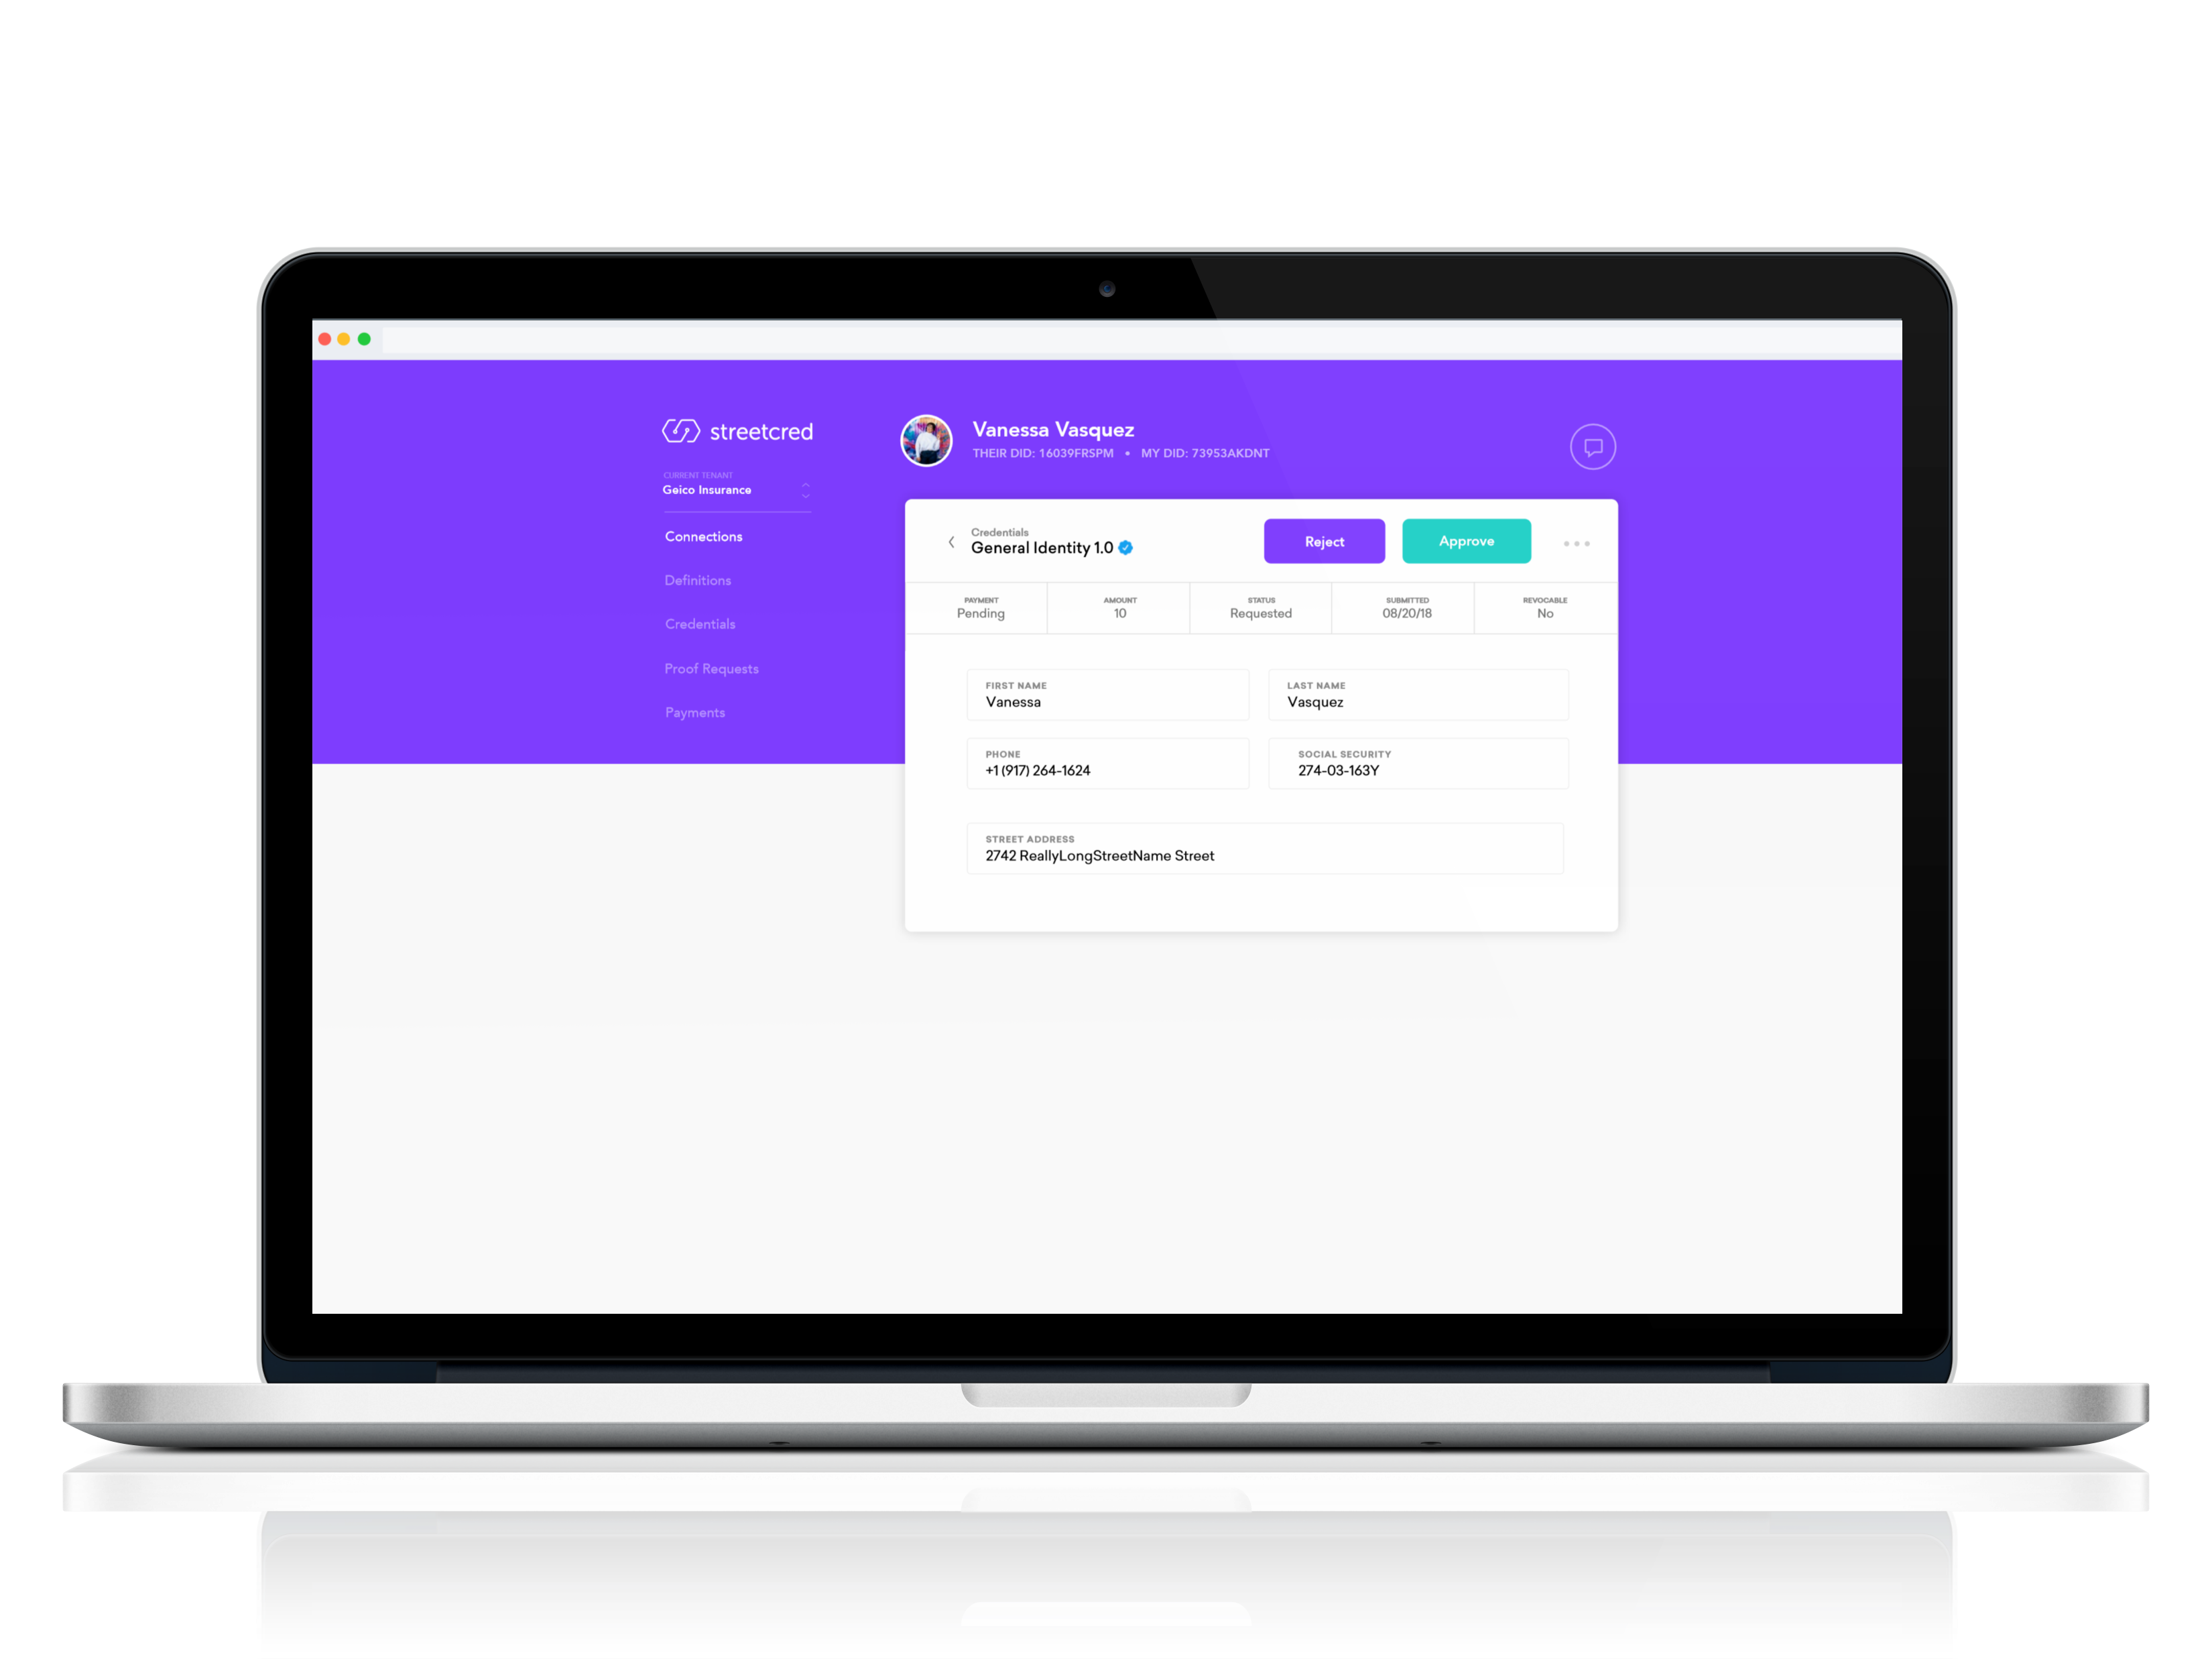 streetcred
CURRENT TENANT
Geico Insurance
Connections
Definitions
Credentials
Proof Requests
Payments
Vanessa Vasquez
THEIR DID: 16039FRSPM • MY DID: 73953AKDNT
Credentials
General Identity 1.0
Reject
Approve
PAYMENT
Pending
AMOUNT
10
STATUS
Requested
SUBMITTED
08/20/18
REVOCABLE
No
FIRST NAME
Vanessa
LAST NAME
Vasquez
PHONE
+1 (917) 264-1624
SOCIAL SECURITY
274-03-163Y
STREET ADDRESS
2742 ReallyLongStreetName Street